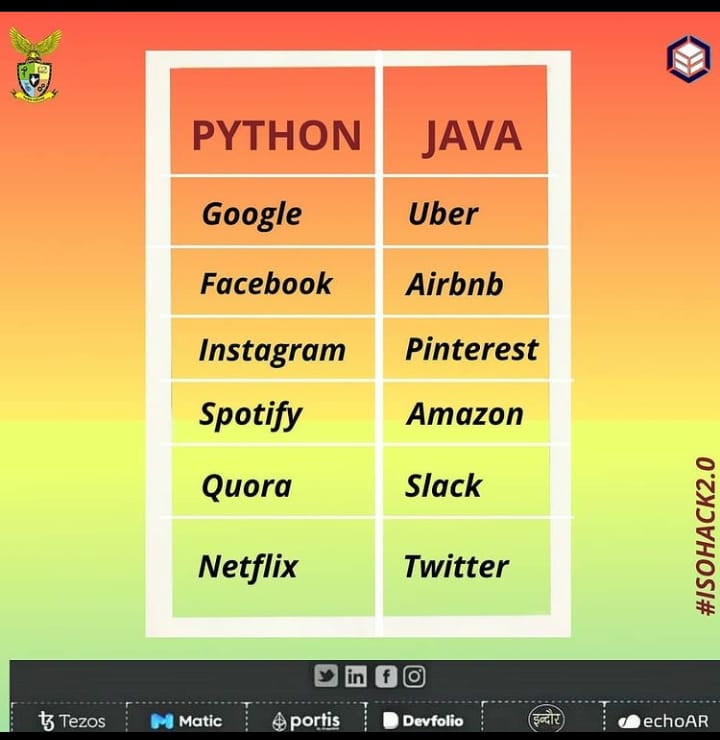 PYTHON JAVA
Google Uber
Facebook Airbnb
Instagram Pinterest
Spotify Amazon
Quora Slack
Netflix Twitter
#ISOHACK2.0
Tezos Matic portis Devfolio इन्दौर echoAR